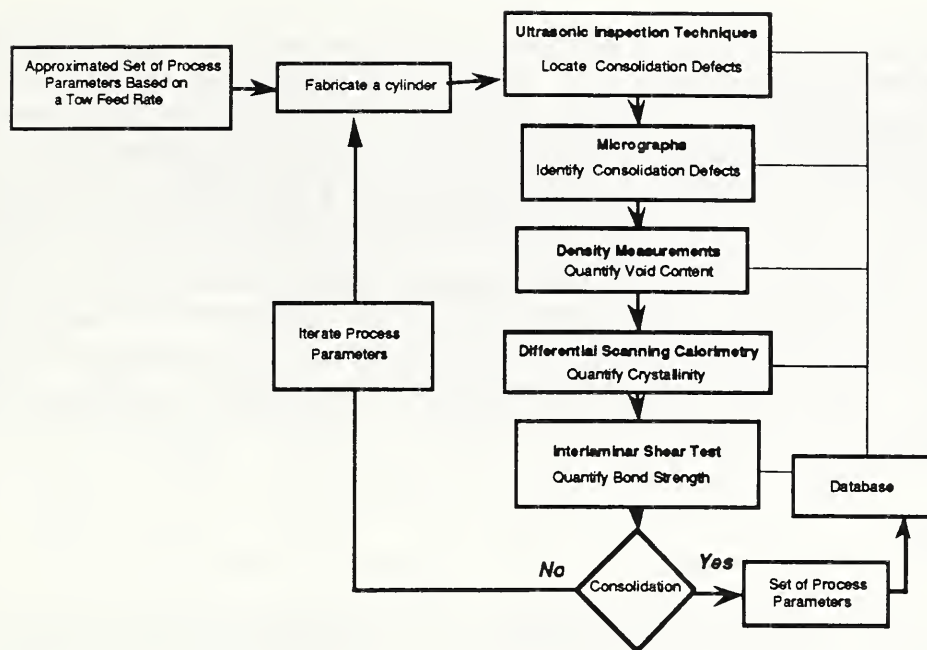 Approximated Set of Process
Parameters Based on
a Tow Feed Rate
Fabricate a cylinder
Ultrasonic Inspection Techniques
Locate Consolidation Defects
Micrographs
Identify Consolidation Defects
Density Measurements
Quantify Void Content
Iterate Process
Parameters
Differential Scanning Calorimetry
Quantify Crystallinity
Interlaminar Shear Test
Quantify Bond Strength
Database
No
Consolidation
Yes
Set of Process
Parameters